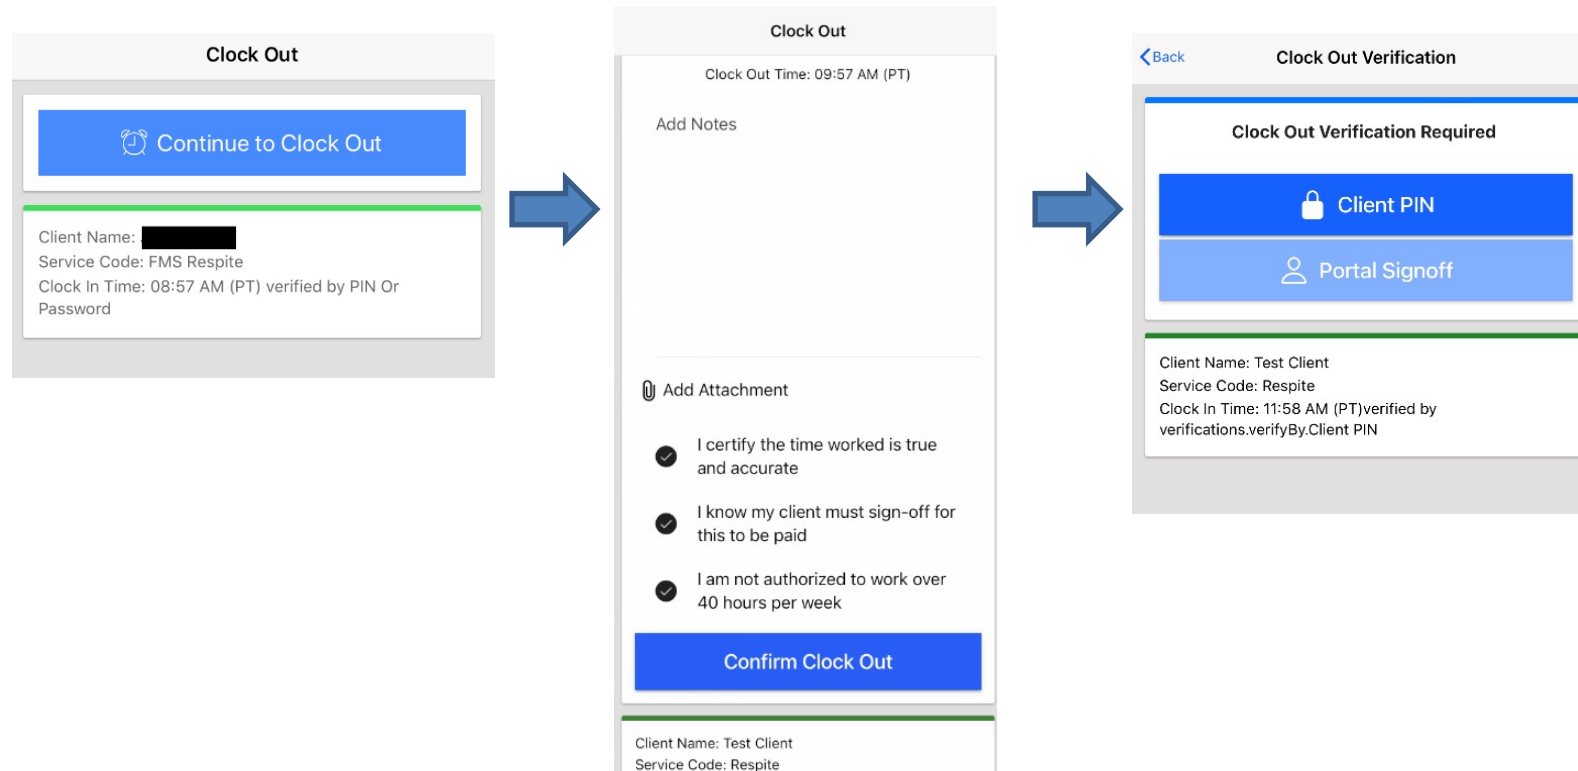 Clock Out
Continue to Clock Out
Client Name:
Service Code: FMS Respite
Clock In Time: 08:57 AM (PT) verified by PIN Or
Password
Clock Out
Clock Out Time: 09:57 AM (PT)
Add Notes
Add Attachment
I certify the time worked is true
and accurate
I know my client must sign-off for
this to be paid
I am not authorized to work over
40 hours per week
Confirm Clock Out
Client Name: Test Client
Service Code: Respite
Back
Clock Out Verification
Clock Out Verification Required
Client PIN
Portal Signoff
Client Name: Test Client
Service Code: Respite
Clock In Time: 11:58 AM (PT)verified by
verifications.verifyBy.Client PIN